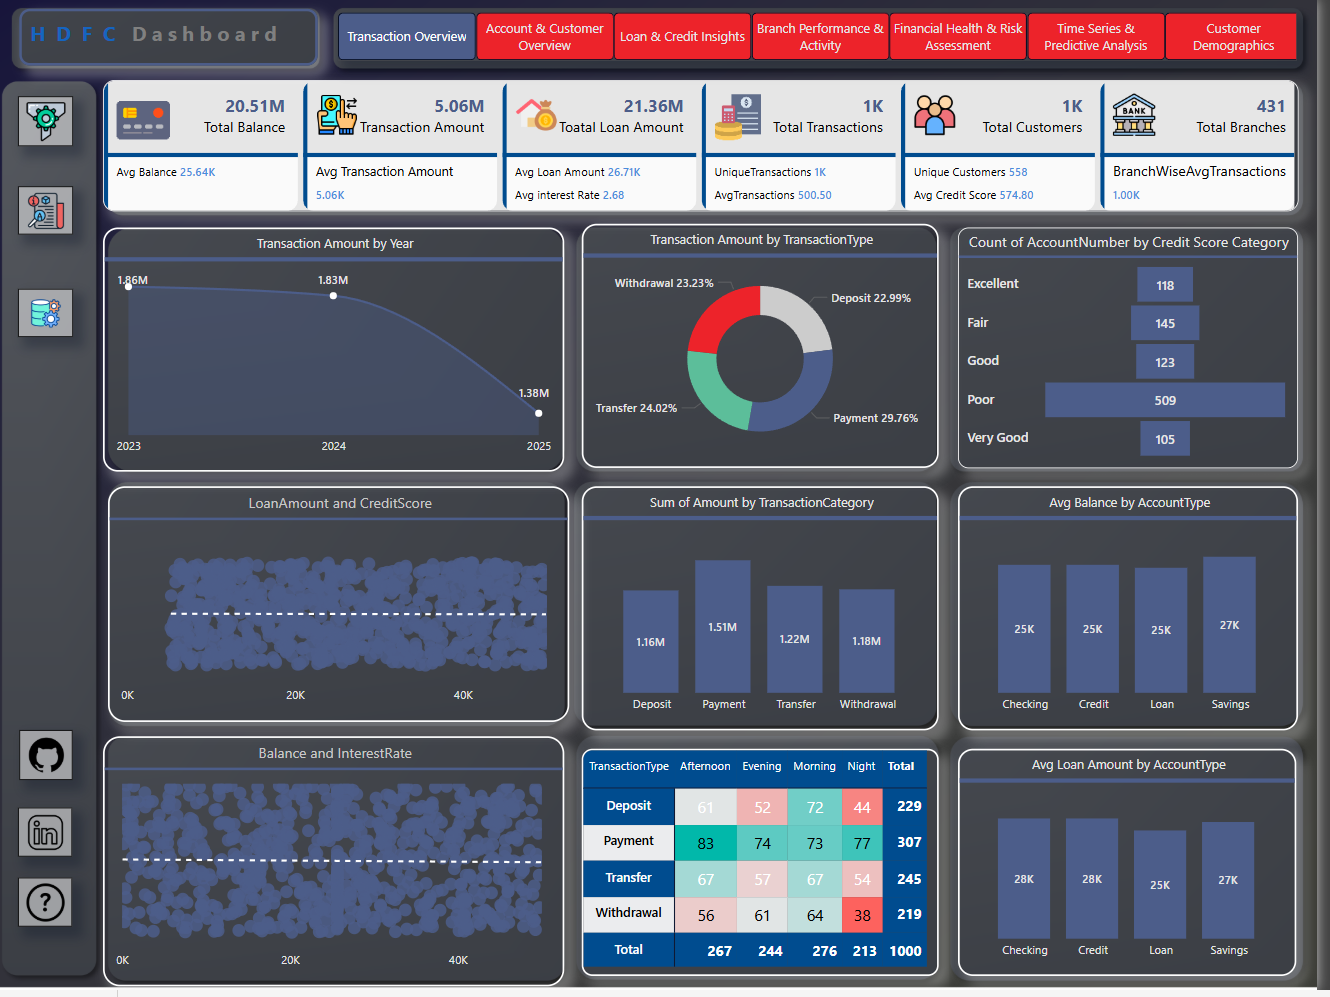 HDFC Dashboard
Transaction Overview
Account & Customer
Overview
Loan & Credit Insights
Branch Performance &
Activity
Financial Health & Risk
Assessment
Time Series &
Predictive Analysis
Customer
Demographics
20.51M
Total Balance
Avg Balance 25.64K
5.06M
Transaction Amount
Avg Transaction Amount
5.06K
21.36M
Toatal Loan Amount
Avg Loan Amount 26.71K
Avg interest Rate 2.68
1K
Total Transactions
UniqueTransactions 1K
AvgTransactions 500.50
1K
Total Customers
Unique Customers 558
Avg Credit Score 574.80
BANK
431
Total Branches
BranchWiseAvgTransactions
1.00K
Transaction Amount by Year
1.86M
1.83M
1.38M
2023 2024 2025
Transaction Amount by TransactionType
Withdrawal 23.23%
Deposit 22.99%
Transfer 24.02%
Payment 29.76%
Count of AccountNumber by Credit Score Category
Excellent 118
Fair 145
Good 123
Poor 509
Very Good 105
LoanAmount and CreditScore
0K 20K 40K
Sum of Amount by TransactionCategory
1.16M 1.51M 1.22M 1.18M
Deposit Payment Transfer Withdrawal
Avg Balance by AccountType
25K 25K 25K 27K
Checking Credit Loan Savings
Balance and InterestRate
0K 20K 40K
TransactionType Afternoon Evening Morning Night Total
Deposit 61 52 72 44 229
Payment 83 74 73 77 307
Transfer 67 57 67 54 245
Withdrawal 56 61 64 38 219
Total 267 244 276 213 1000
Avg Loan Amount by AccountType
28K 28K 25K 27K
Checking Credit Loan Savings
in
?